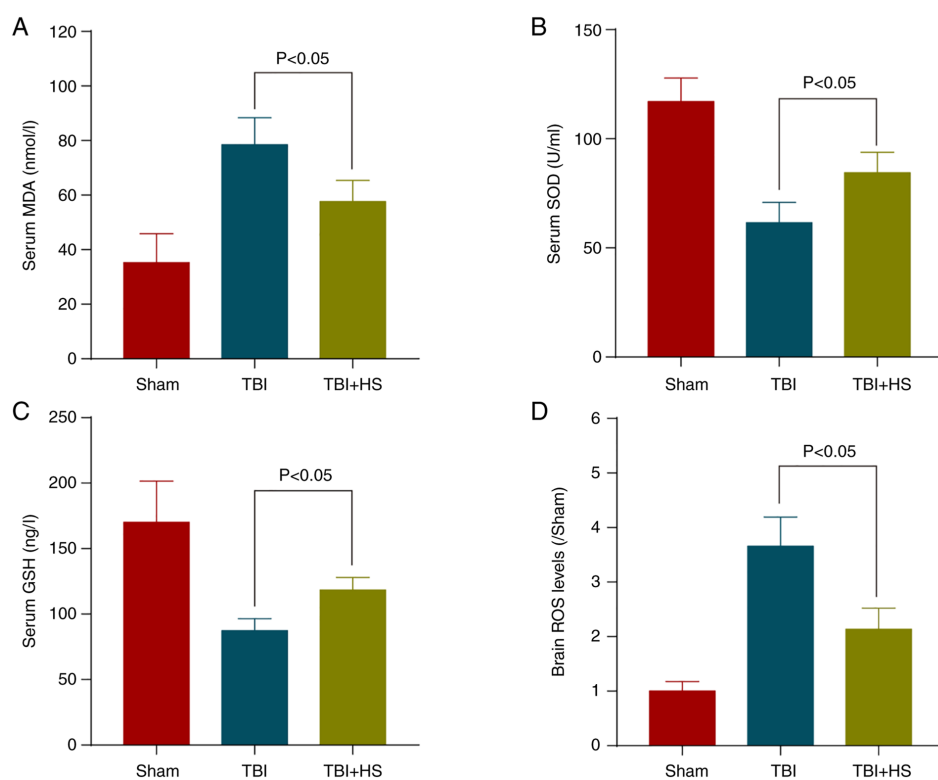 A
Serum MDA (nmol/l)
120
100
80
60
40
20
0
P<0.05
Sham TBI TBI+HS
B
Serum SOD (U/ml)
150
100
50
0
P<0.05
Sham TBI TBI+HS
C
Serum GSH (ng/l)
250
200
150
100
50
0
P<0.05
Sham TBI TBI+HS
D
Brain ROS levels (/Sham)
6
5
4
3
2
1
0
P<0.05
Sham TBI TBI+HS